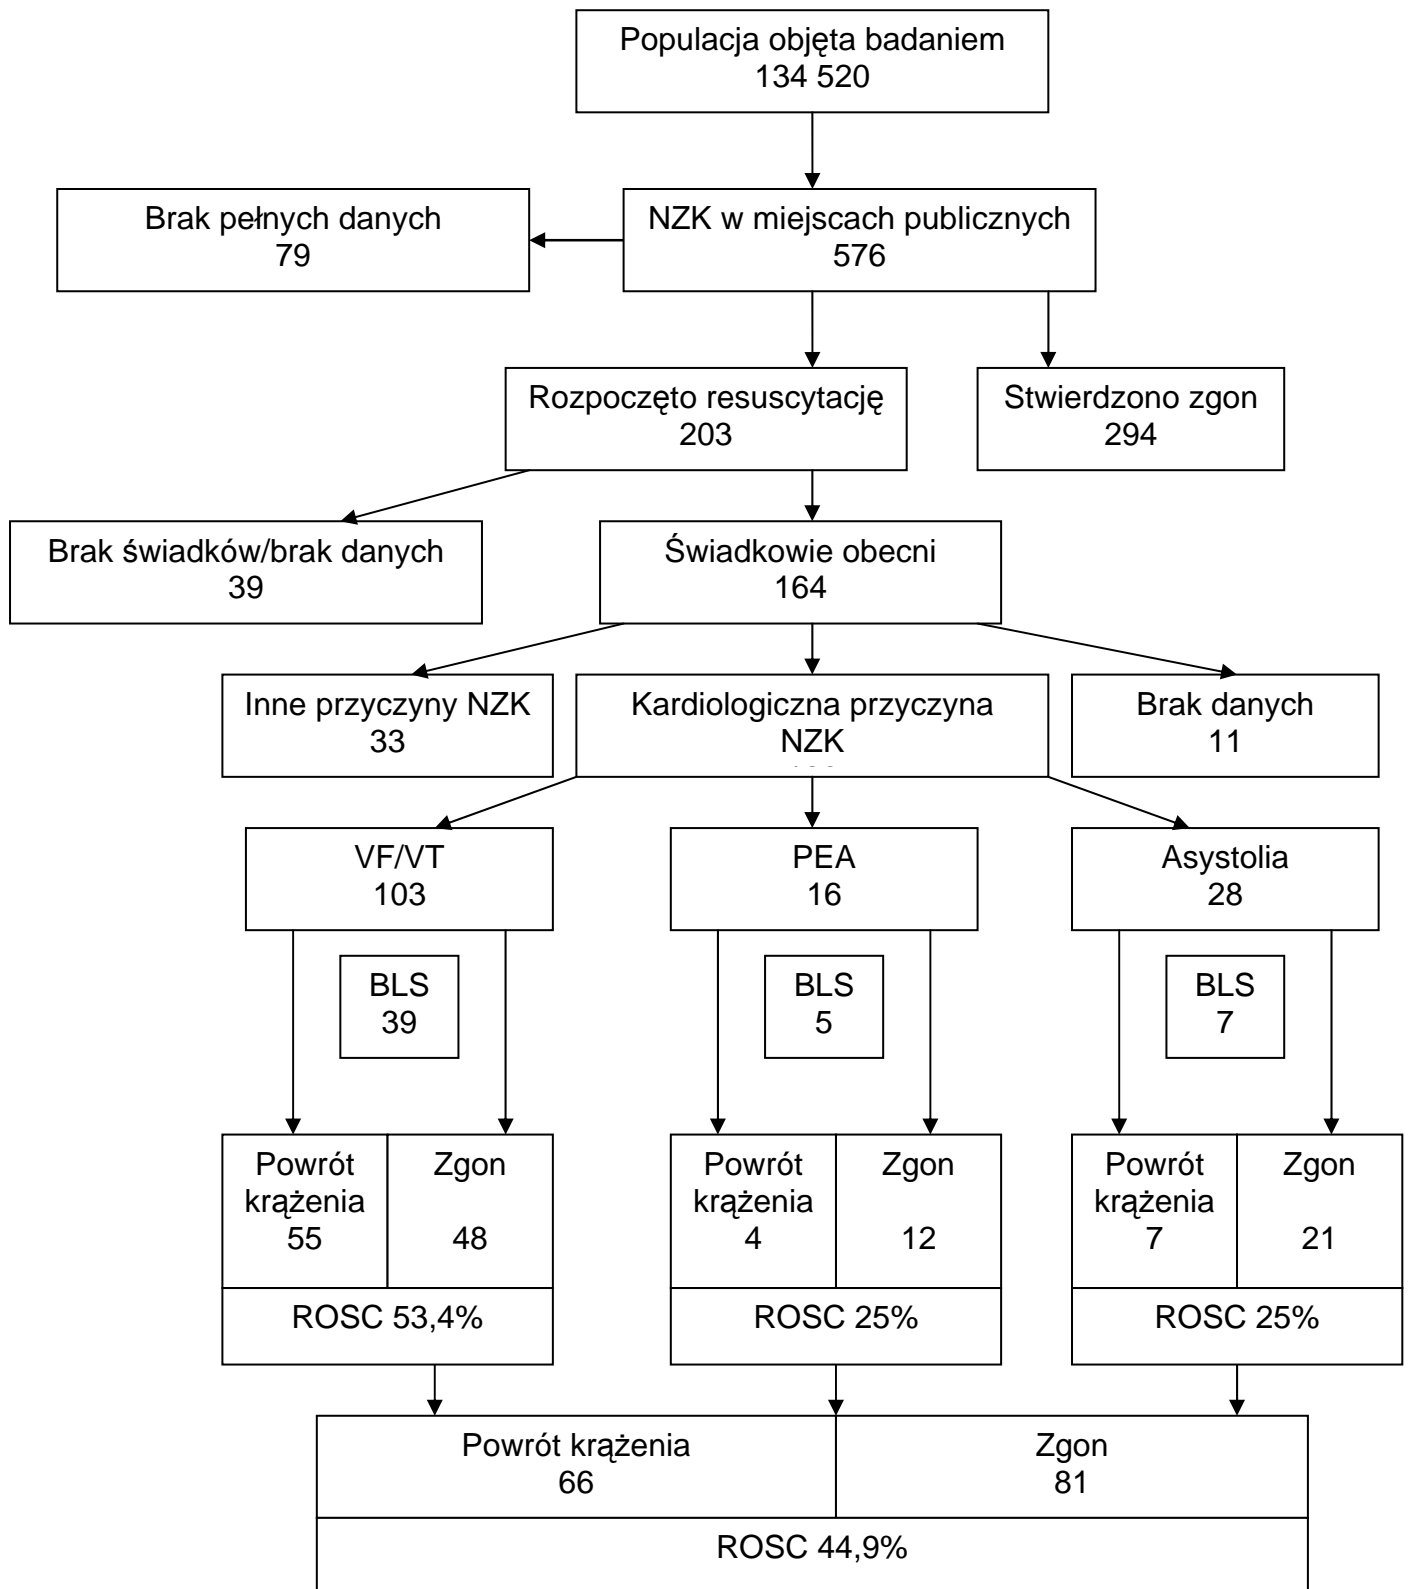 Populacja objęta badaniem
134 520
Brak pełnych danych
79
NZK w miejscach publicznych
576
Rozpoczęto resuscytację
203
Stwierdzono zgon
294
Brak świadków/brak danych
39
Świadkowie obecni
164
Inne przyczyny NZK
33
Kardiologiczna przyczyna
NZK
Brak danych
11
VF/VT
103
PEA
16
Asystolia
28
BLS
39
BLS
5
BLS
7
Powrót
krążenia
55
Zgon
48
Powrót
krążenia
4
Zgon
12
Powrót
krążenia
7
Zgon
21
ROSC 53,4%
ROSC 25%
ROSC 25%
Powrót krążenia
66
Zgon
81
ROSC 44,9%